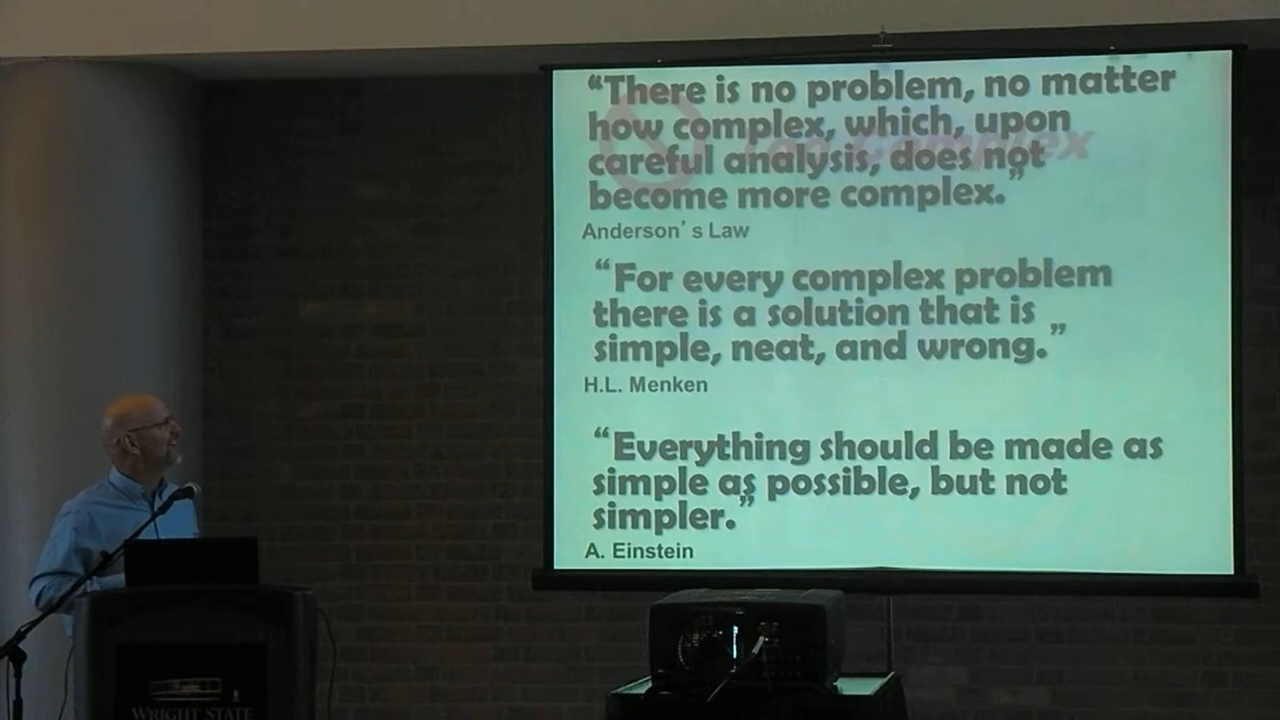 “There is no problem, no matter
how complex, which, upon
careful analysis, does not
become more complex.”
Anderson’s Law
“For every complex problem
there is a solution that is
simple, neat, and wrong.”
H.L. Menken
“Everything should be made as
simple as possible, but not
simpler.”
A. Einstein
WRIGHT STATE